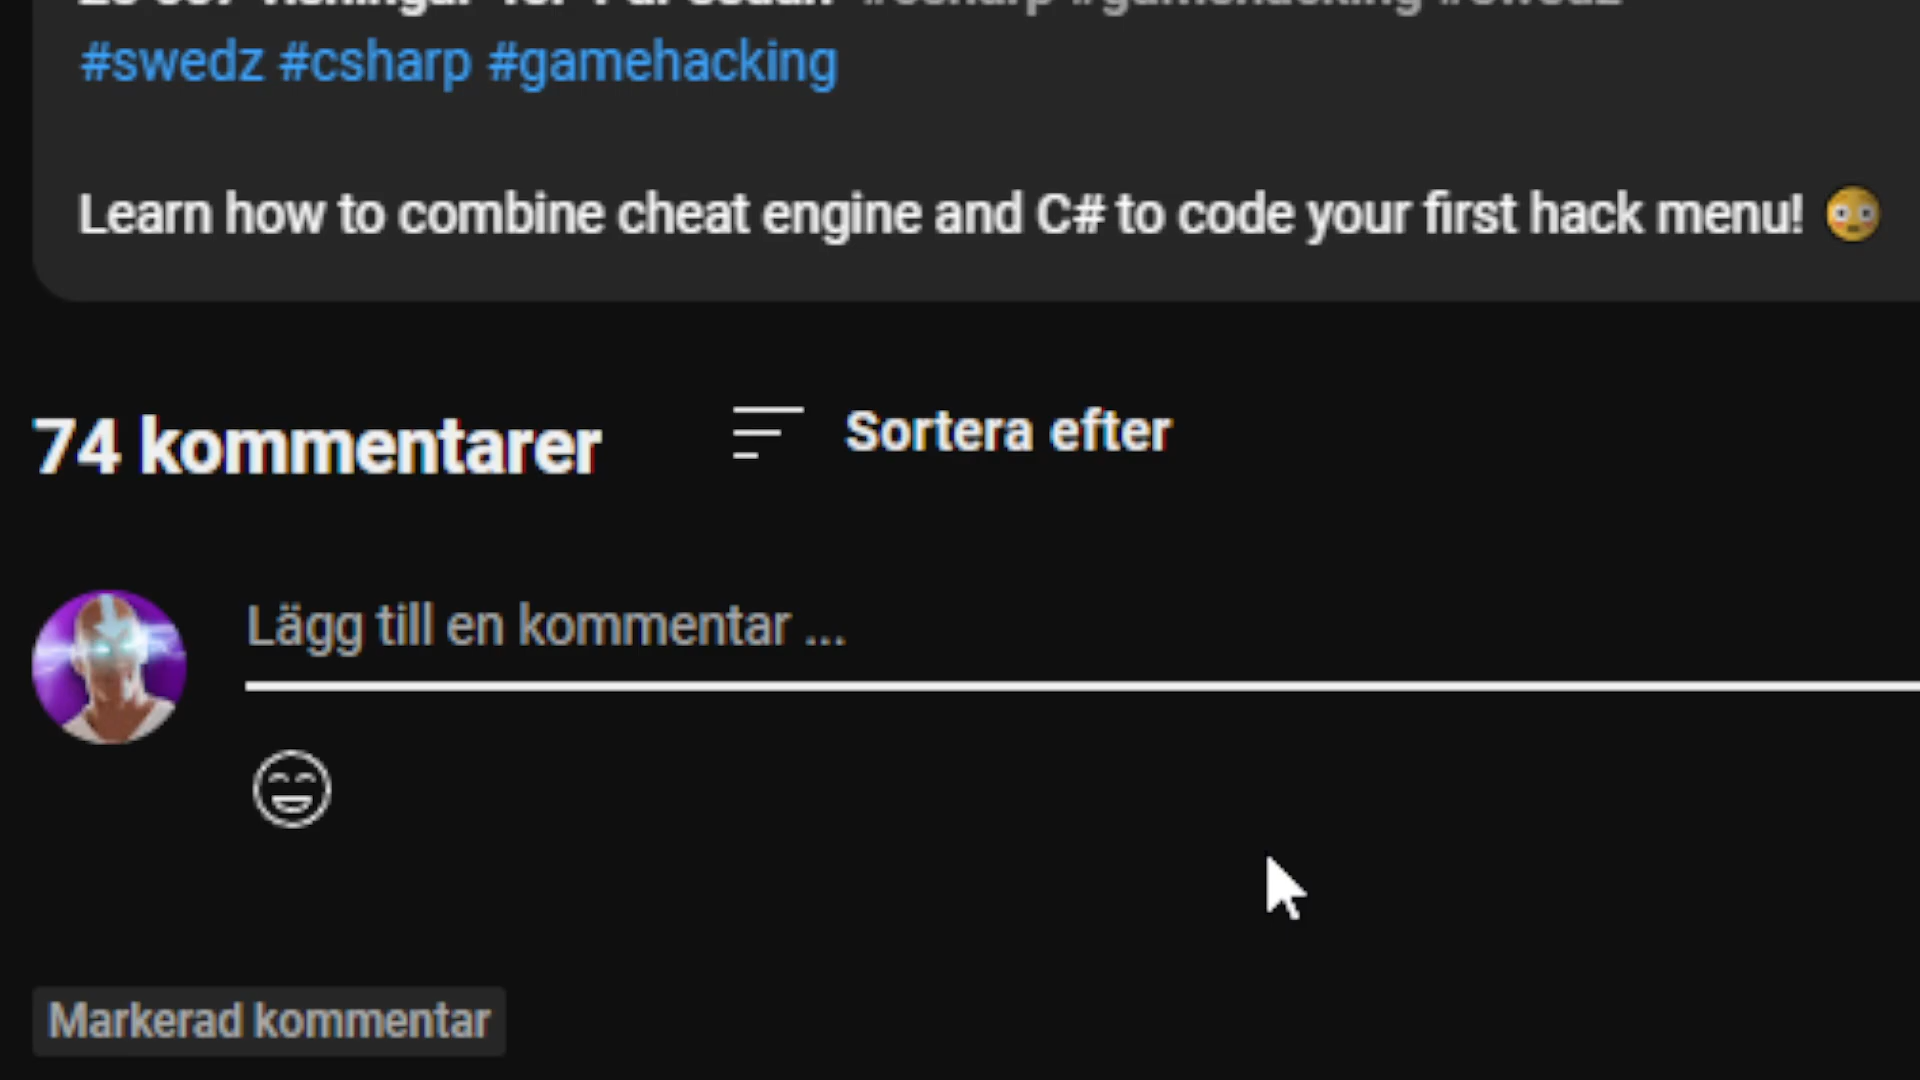 #swedz #csharp #gamehacking
Learn how to combine cheat engine and C# to code your first hack menu! 😳
74 kommentarer
Sortera efter
Lägg till en kommentar ...
Markerad kommentar